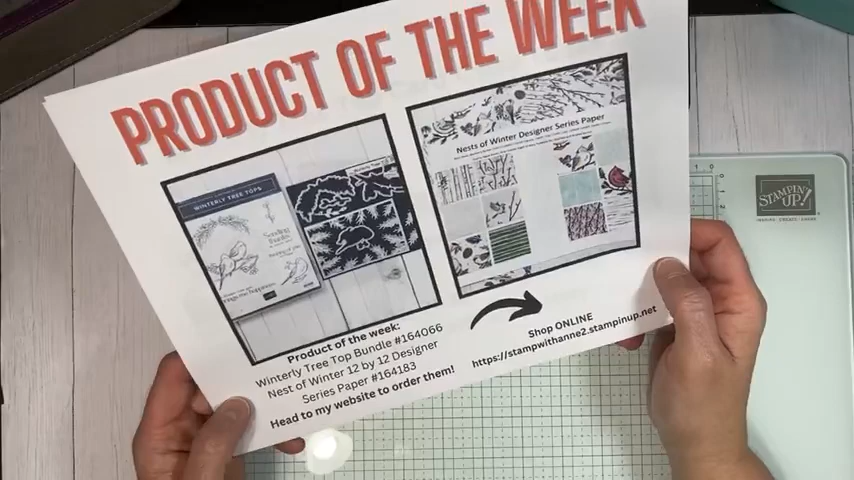 PRODUCT OF THE WEEK
WINTERLY TREE TOPS
Nests of Winter Designer Series Paper
Product of the week:
Winterly Tree Top Bundle #164066
Nest of Winter 12 by 12 Designer
Series Paper #164183
Head to my website to order them!
Shop ONLINE
https://stampwithanne2.stampinup.net
STAMPIN' UP!